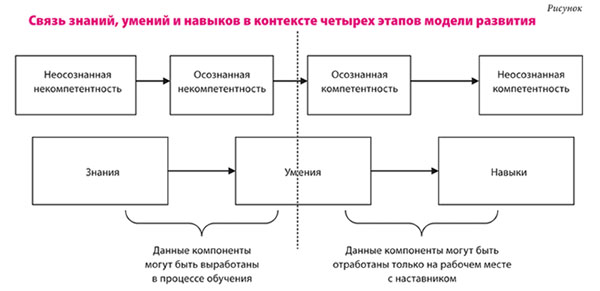 Рисунок
Связь знаний, умений и навыков в контексте четырех этапов модели развития
Неосознанная
некомпетентность
Осознанная
некомпетентность
Осознанная
компетентность
Неосознанная
компетентность
Знания
Умения
Навыки
Данные компоненты
могут быть выработаны
в процессе обучения
Данные компоненты могут быть
отработаны только на рабочем месте
с наставником